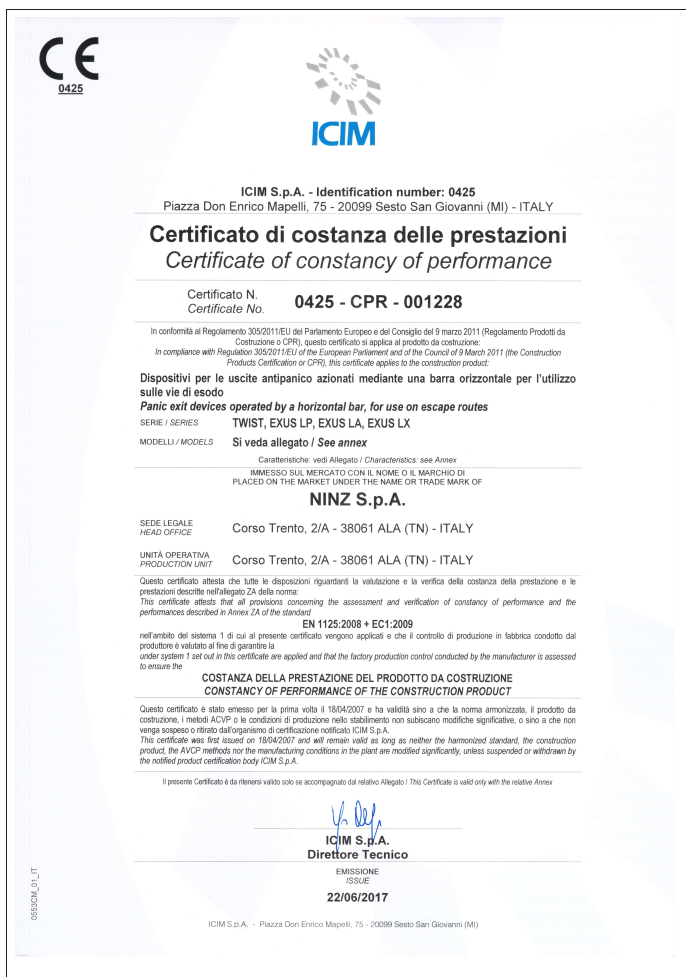 CE
0425
ICIM
ICIM S.p.A. - Identification number: 0425
Piazza Don Enrico Mapelli, 75 - 20099 Sesto San Giovanni (MI) - ITALY
Certificato di costanza delle prestazioni
Certificate of constancy of performance
Certificato N.
Certificate No.
0425 - CPR - 001228
In conformità al Regolamento 305/2011/EU del Parlamento Europeo e del Consiglio del 9 marzo 2011 (Regolamento Prodotti da
Costruzione o CPR), questo certificato si applica al prodotto da costruzione:
In compliance with Regulation 305/2011/EU of the European Parliament and of the Council of 9 March 2011 (the Construction
Products Certification or CPR), this certificate applies to the construction product:
Dispositivi per le uscite antipanico azionati mediante una barra orizzontale per l'utilizzo
sulle vie di esodo
Panic exit devices operated by a horizontal bar, for use on escape routes
SERIE / SERIES TWIST, EXUS LP, EXUS LA, EXUS LX
MODELLI / MODELS Si veda allegato / See annex
Caratteristiche: vedi Allegato / Characteristics: see Annex
IMMESSO SUL MERCATO CON IL NOME O IL MARCHIO DI
PLACED ON THE MARKET UNDER THE NAME OR TRADE MARK OF
NINZ S.p.A.
SEDE LEGALE
HEAD OFFICE
Corso Trento, 2/A - 38061 ALA (TN) - ITALY
UNITÀ OPERATIVA
PRODUCTION UNIT
Corso Trento, 2/A - 38061 ALA (TN) - ITALY
Questo certificato attesta che tutte le disposizioni riguardanti la valutazione e la verifica della costanza della prestazione e le
prestazioni descritte nell'allegato ZA della norma:
This certificate attests that all provisions concerning the assessment and verification of constancy of performance and the
performances described in Annex ZA of the standard
EN 1125:2008 + EC1:2009
nell'ambito del sistema 1 di cui al presente certificato vengono applicati e che il controllo di produzione in fabbrica condotto dal
produttore è valutato al fine di garantire la
under system 1 set out in this certificate are applied and that the factory production control conducted by the manufacturer is assessed
to ensure the
COSTANZA DELLA PRESTAZIONE DEL PRODOTTO DA COSTRUZIONE
CONSTANCY OF PERFORMANCE OF THE CONSTRUCTION PRODUCT
Questo certificato è stato emesso per la prima volta il 18/04/2007 e ha validità sino a che la norma armonizzata, il prodotto da
costruzione, i metodi ACVP o le condizioni di produzione nello stabilimento non subiscano modifiche significative, o sino a che non
venga sospeso o ritirato dall'organismo di certificazione notificato ICIM S.p.A.
This certificate was first issued on 18/04/2007 and will remain valid as long as neither the harmonized standard, the construction
product, the AVCP methods nor the manufacturing conditions in the plant are modified significantly, unless suspended or withdrawn by
the notified product certification body ICIM S.p.A.
Il presente Certificato è da ritenersi valido solo se accompagnato dal relativo Allegato / This Certificate is valid only with the relative Annex
ICIM S.p.A.
Direttore Tecnico
EMISSIONE
ISSUE
22/06/2017
0553CM_01_IT
ICIM S.p.A. - Piazza Don Enrico Mapelli, 75 - 20099 Sesto San Giovanni (MI)